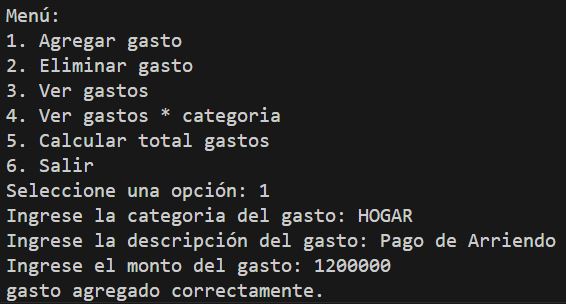 Menú:
1. Agregar gasto
2. Eliminar gasto
3. Ver gastos
4. Ver gastos * categoria
5. Calcular total gastos
6. Salir
Seleccione una opción: 1
Ingrese la categoria del gasto: HOGAR
Ingrese la descripción del gasto: Pago de Arriendo
Ingrese el monto del gasto: 1200000
gasto agregado correctamente.